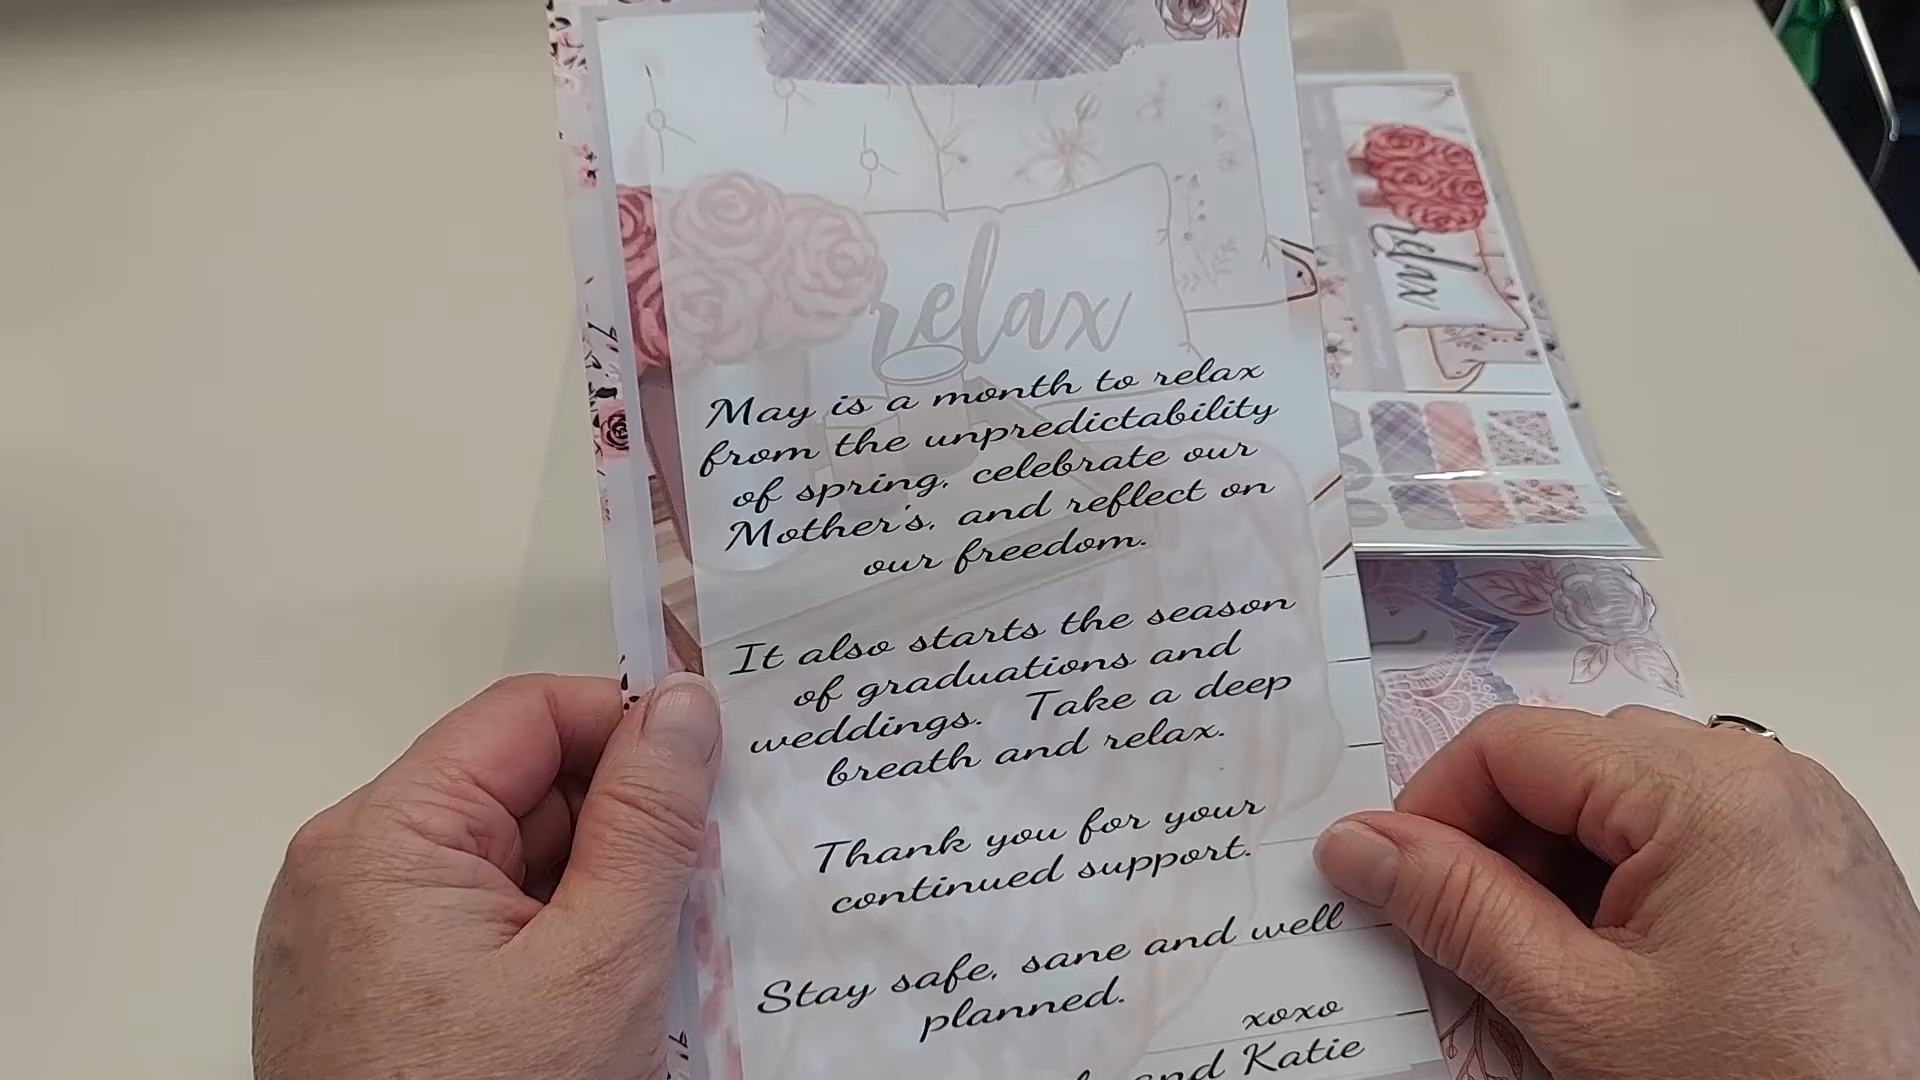 relax
May is a month to relax
from the unpredictability
of spring, celebrate our
Mother's, and reflect on
our freedom.
It also starts the season
of graduations and
weddings. Take a deep
breath and relax.
Thank you for your
continued support.
Stay safe, sane and well
planned.
xoxo
and Katie
relax